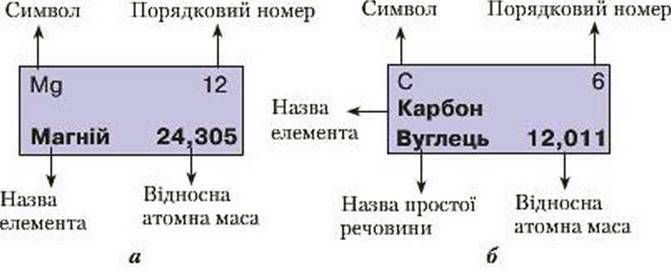 Символ
Порядковий номер
Mg
12
Магній
24,305
Назва
елемента
Відносна
атомна маса
а
Символ
Порядковий номер
C
6
Назва
елемента
Карбон
Вуглець
12,011
Назва простої
речовини
Відносна
атомна маса
б